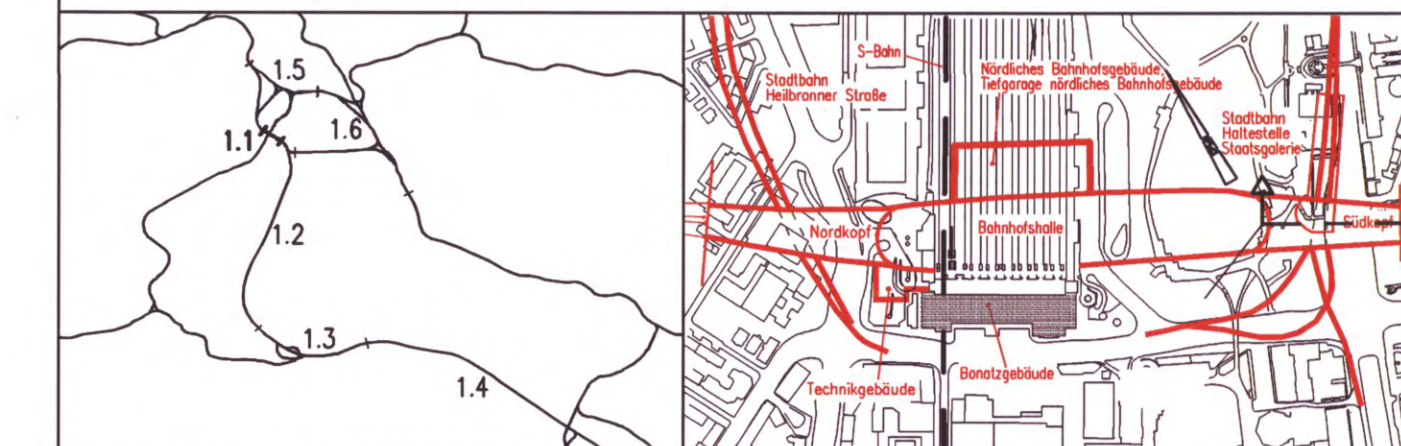 1.5
1.6
1.1
1.2
1.3
1.4
S-Bahn
Stadtbahn
Heilbronner Straße
Nördliches Bahnhofsgebäude
Tiefgarage nördliches Bahnhofsgebäude
Stadtbahn
Haltestelle
Staatsgalerie
Nordkopf
Bahnhofshalle
Südkopf
Technikgebäude
Bonatzgebäude